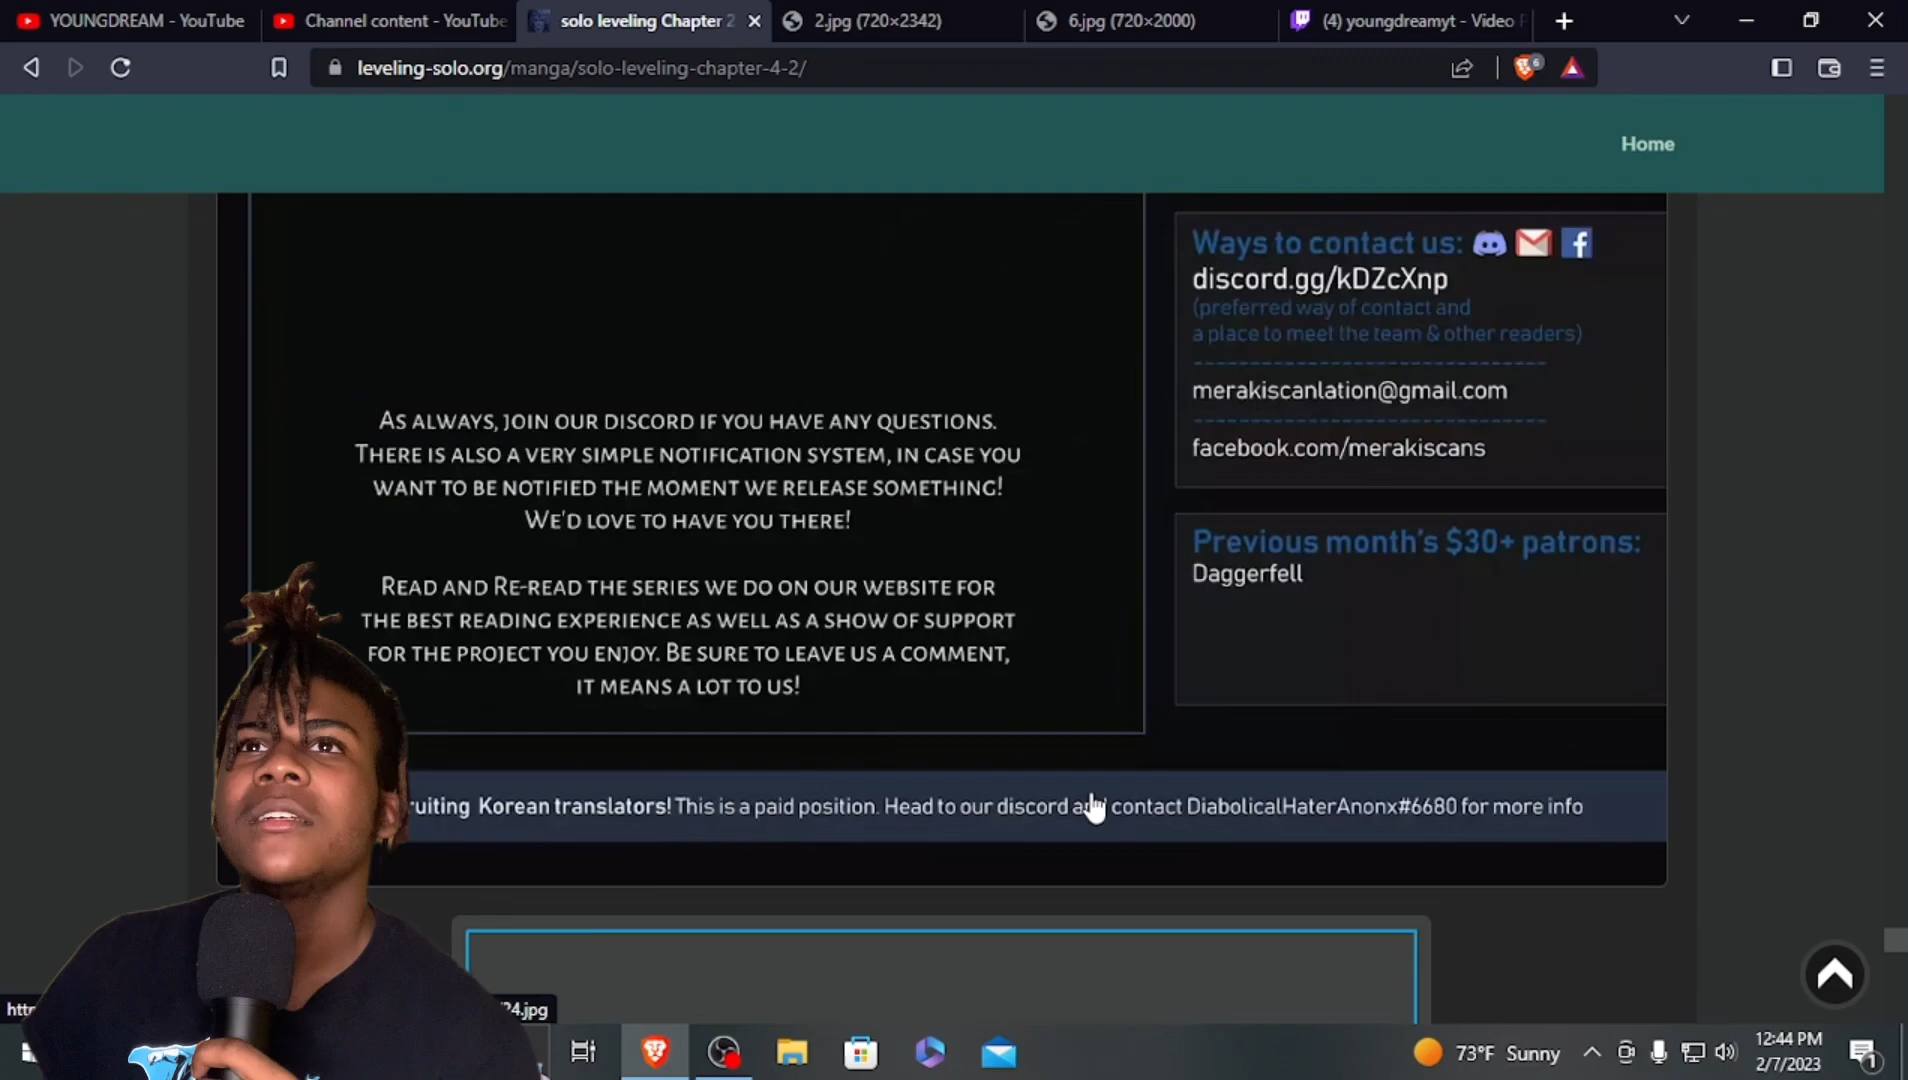 YOUNGDREAM - YouTube
Channel content - YouTube
solo leveling Chapter 2
2.jpg (720×2342)
6.jpg (720×2000)
(4) youngdreamyt - Video
leveling-solo.org/manga/solo-leveling-chapter-4-2/
6
Home
Ways to contact us:
discord.gg/kDZcXnp
(preferred way of contact and
a place to meet the team & other readers)
merakiscanlation@gmail.com
facebook.com/merakiscans
AS ALWAYS, JOIN OUR DISCORD IF YOU HAVE ANY QUESTIONS.
THERE IS ALSO A VERY SIMPLE NOTIFICATION SYSTEM, IN CASE YOU
WANT TO BE NOTIFIED THE MOMENT WE RELEASE SOMETHING!
WE'D LOVE TO HAVE YOU THERE!
READ AND RE-READ THE SERIES WE DO ON OUR WEBSITE FOR
THE BEST READING EXPERIENCE AS WELL AS A SHOW OF SUPPORT
FOR THE PROJECT YOU ENJOY. BE SURE TO LEAVE US A COMMENT,
IT MEANS A LOT TO US!
Previous month's $30+ patrons:
Daggerfell
ruiting Korean translators! This is a paid position. Head to our discord and contact DiabolicalHaterAnonx#6680 for more info
24.jpg
73°F Sunny
12:44 PM
2/7/2023
1